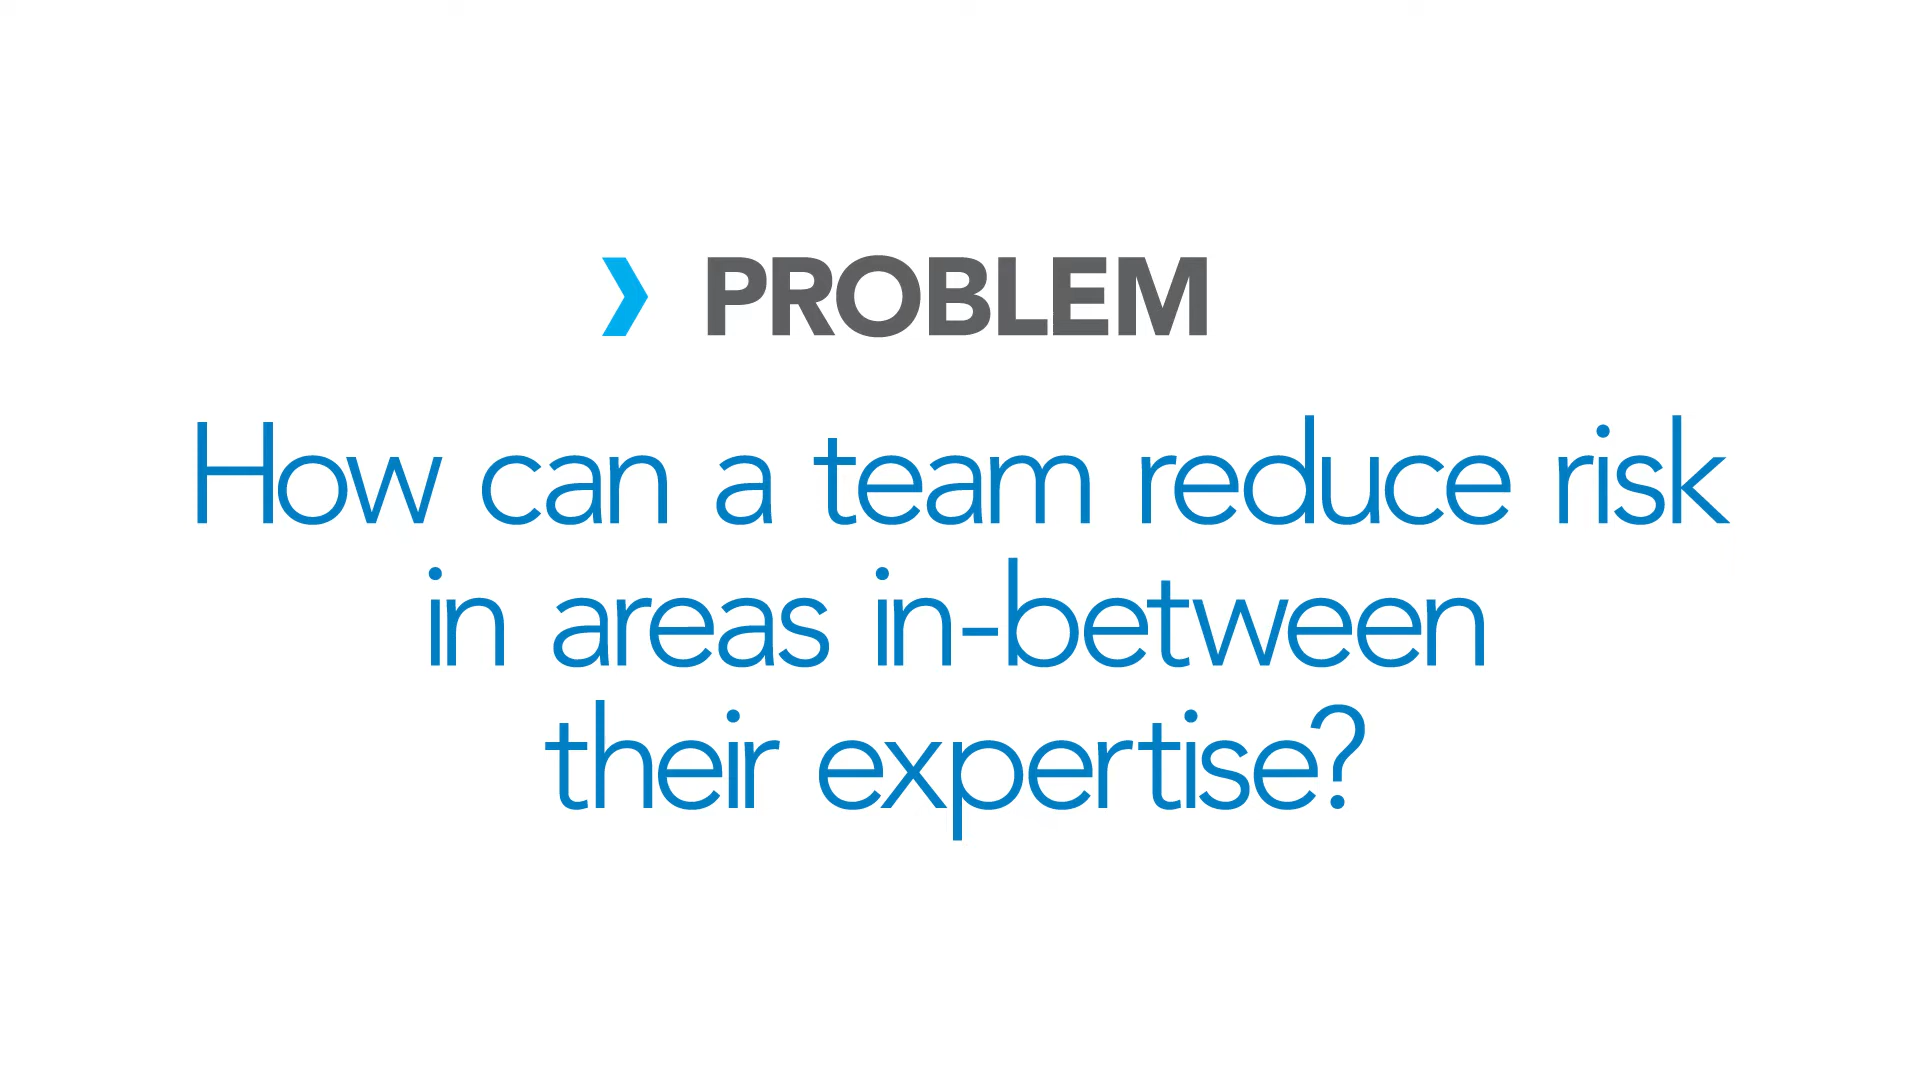 PROBLEM
How can a team reduce risk
in areas in-between
their expertise?